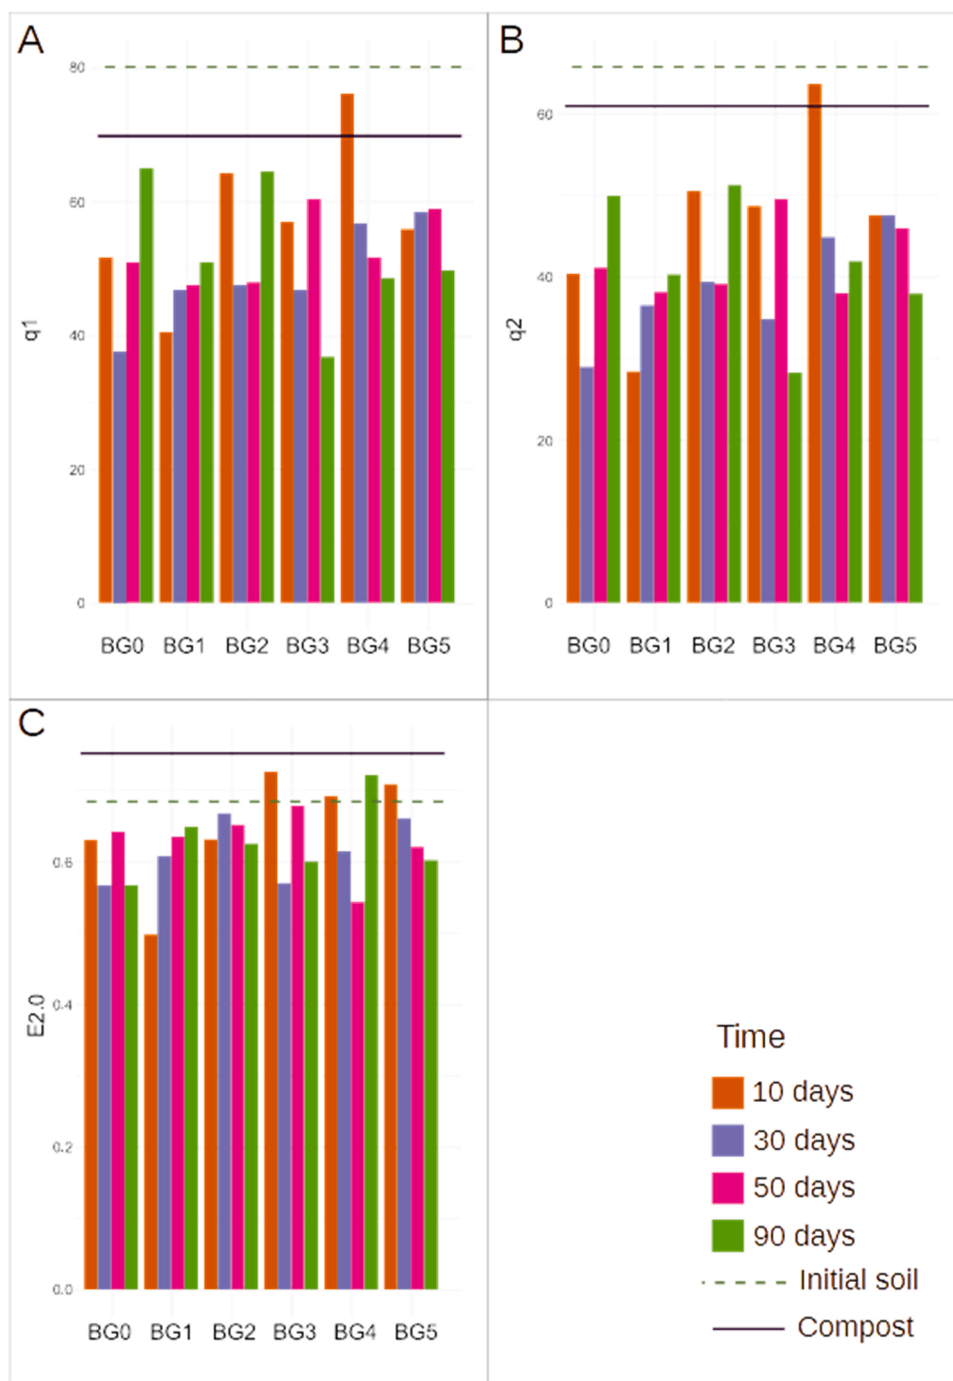 A
80
60
40
20
0
q1
BG0 BG1 BG2 BG3 BG4 BG5
B
60
40
20
0
q2
BG0 BG1 BG2 BG3 BG4 BG5
C
0.6
0.4
0.2
0.0
E2.0
BG0 BG1 BG2 BG3 BG4 BG5
Time
10 days
30 days
50 days
90 days
Initial soil
Compost